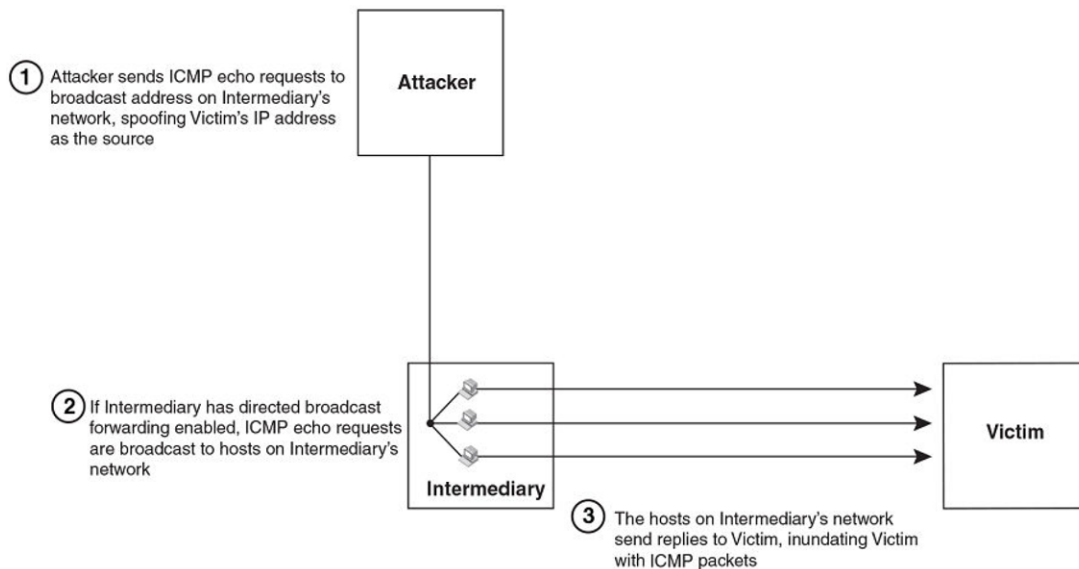 Attacker
1
Attacker sends ICMP echo requests to
broadcast address on Intermediary's
network, spoofing Victim's IP address
as the source
2
If Intermediary has directed broadcast
forwarding enabled, ICMP echo requests
are broadcast to hosts on Intermediary's
network
Intermediary
Victim
3
The hosts on Intermediary's network
send replies to Victim, inundating Victim
with ICMP packets